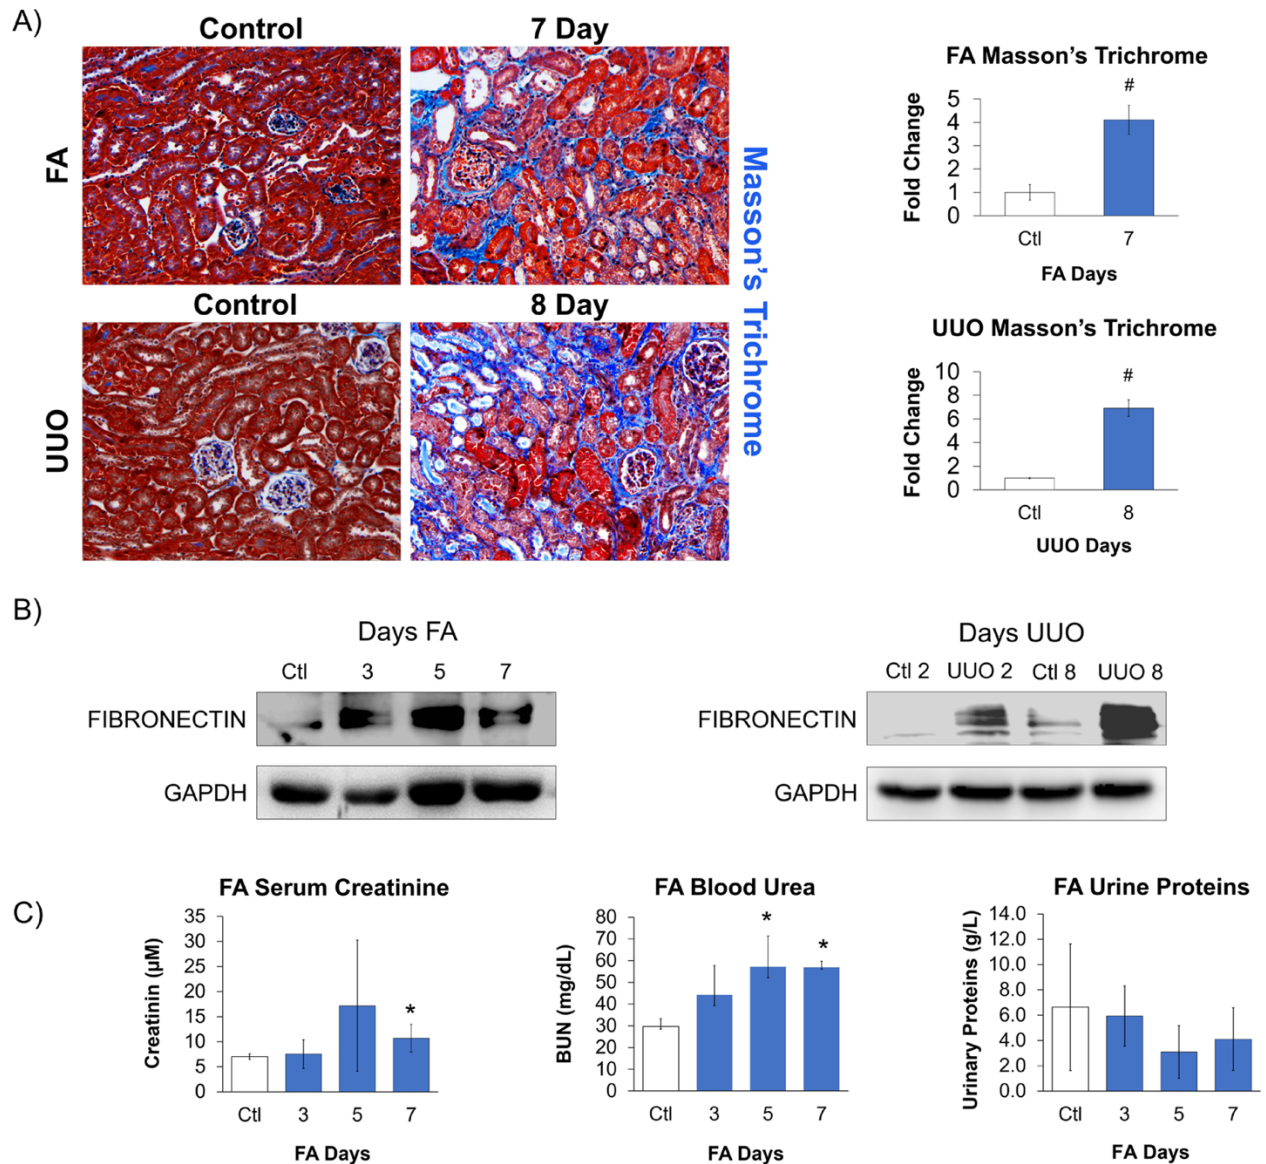 A)
Control
7 Day
FA
Control
8 Day
UUO
Masson's Trichrome
FA Masson's Trichrome
#
Fold Change
5
4
3
2
1
0
Ctl
7
FA Days
UUO Masson's Trichrome
#
Fold Change
10
8
6
4
2
0
Ctl
8
UUO Days
B)
Days FA
Ctl 3 5 7
FIBRONECTIN
GAPDH
Days UUO
Ctl 2 UUO 2 Ctl 8 UUO 8
FIBRONECTIN
GAPDH
C)
FA Serum Creatinine
Creatinin (µM)
35
30
25
20
15
10
5
0
*
Ctl 3 5 7
FA Days
FA Blood Urea
BUN (mg/dL)
80
70
60
50
40
30
20
10
0
* *
Ctl 3 5 7
FA Days
FA Urine Proteins
Urinary Proteins (g/L)
14.0
12.0
10.0
8.0
6.0
4.0
2.0
0.0
Ctl 3 5 7
FA Days